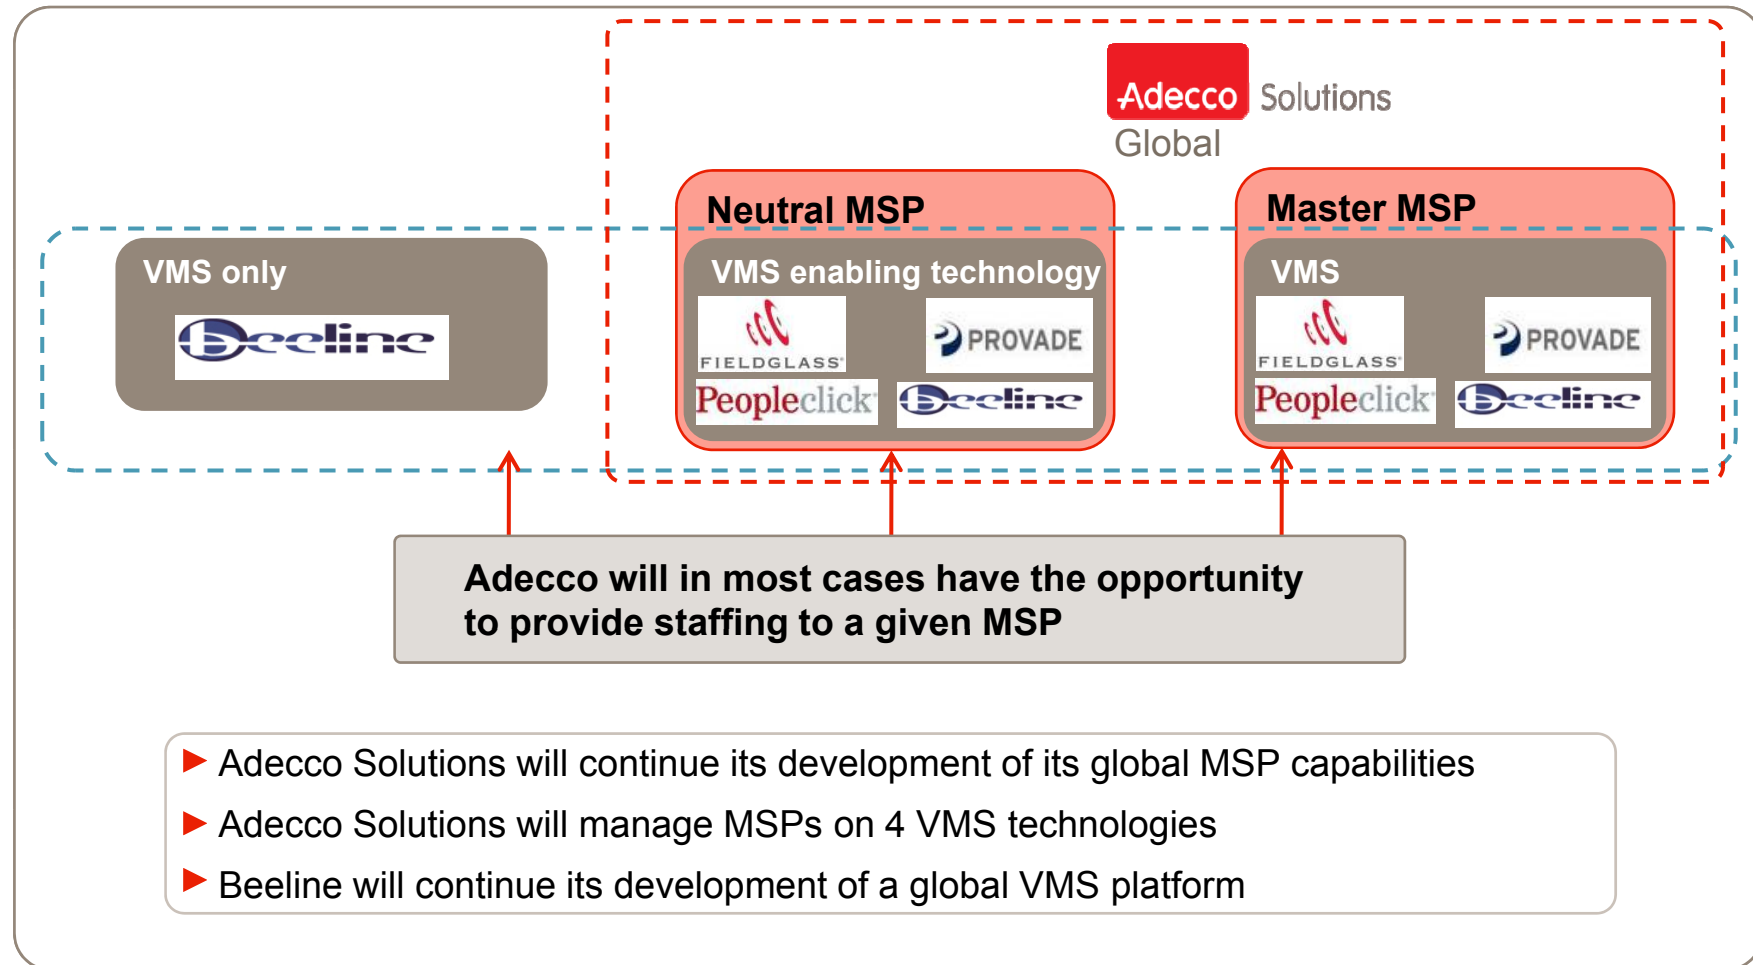 Adecco Solutions
Global
Neutral MSP
Master MSP
VMS only
Beeline
VMS enabling technology
FIELDGLASS®
PROVADE
Peopleclick
Beeline
VMS
FIELDGLASS®
PROVADE
Peopleclick
Beeline
Adecco will in most cases have the opportunity
to provide staffing to a given MSP
Adecco Solutions will continue its development of its global MSP capabilities
Adecco Solutions will manage MSPs on 4 VMS technologies
Beeline will continue its development of a global VMS platform